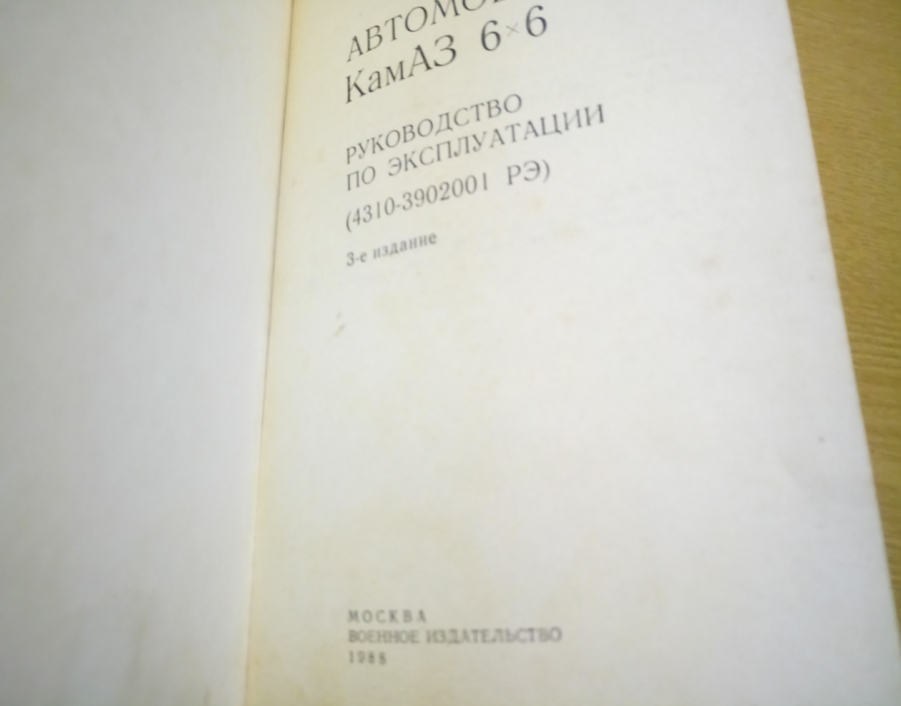 КамАЗ 6×6
РУКОВОДСТВО
ПО ЭКСПЛУАТАЦИИ
(4310-3902001 РЭ)
3-е издание
МОСКВА
ВОЕННОЕ ИЗДАТЕЛЬСТВО
1988